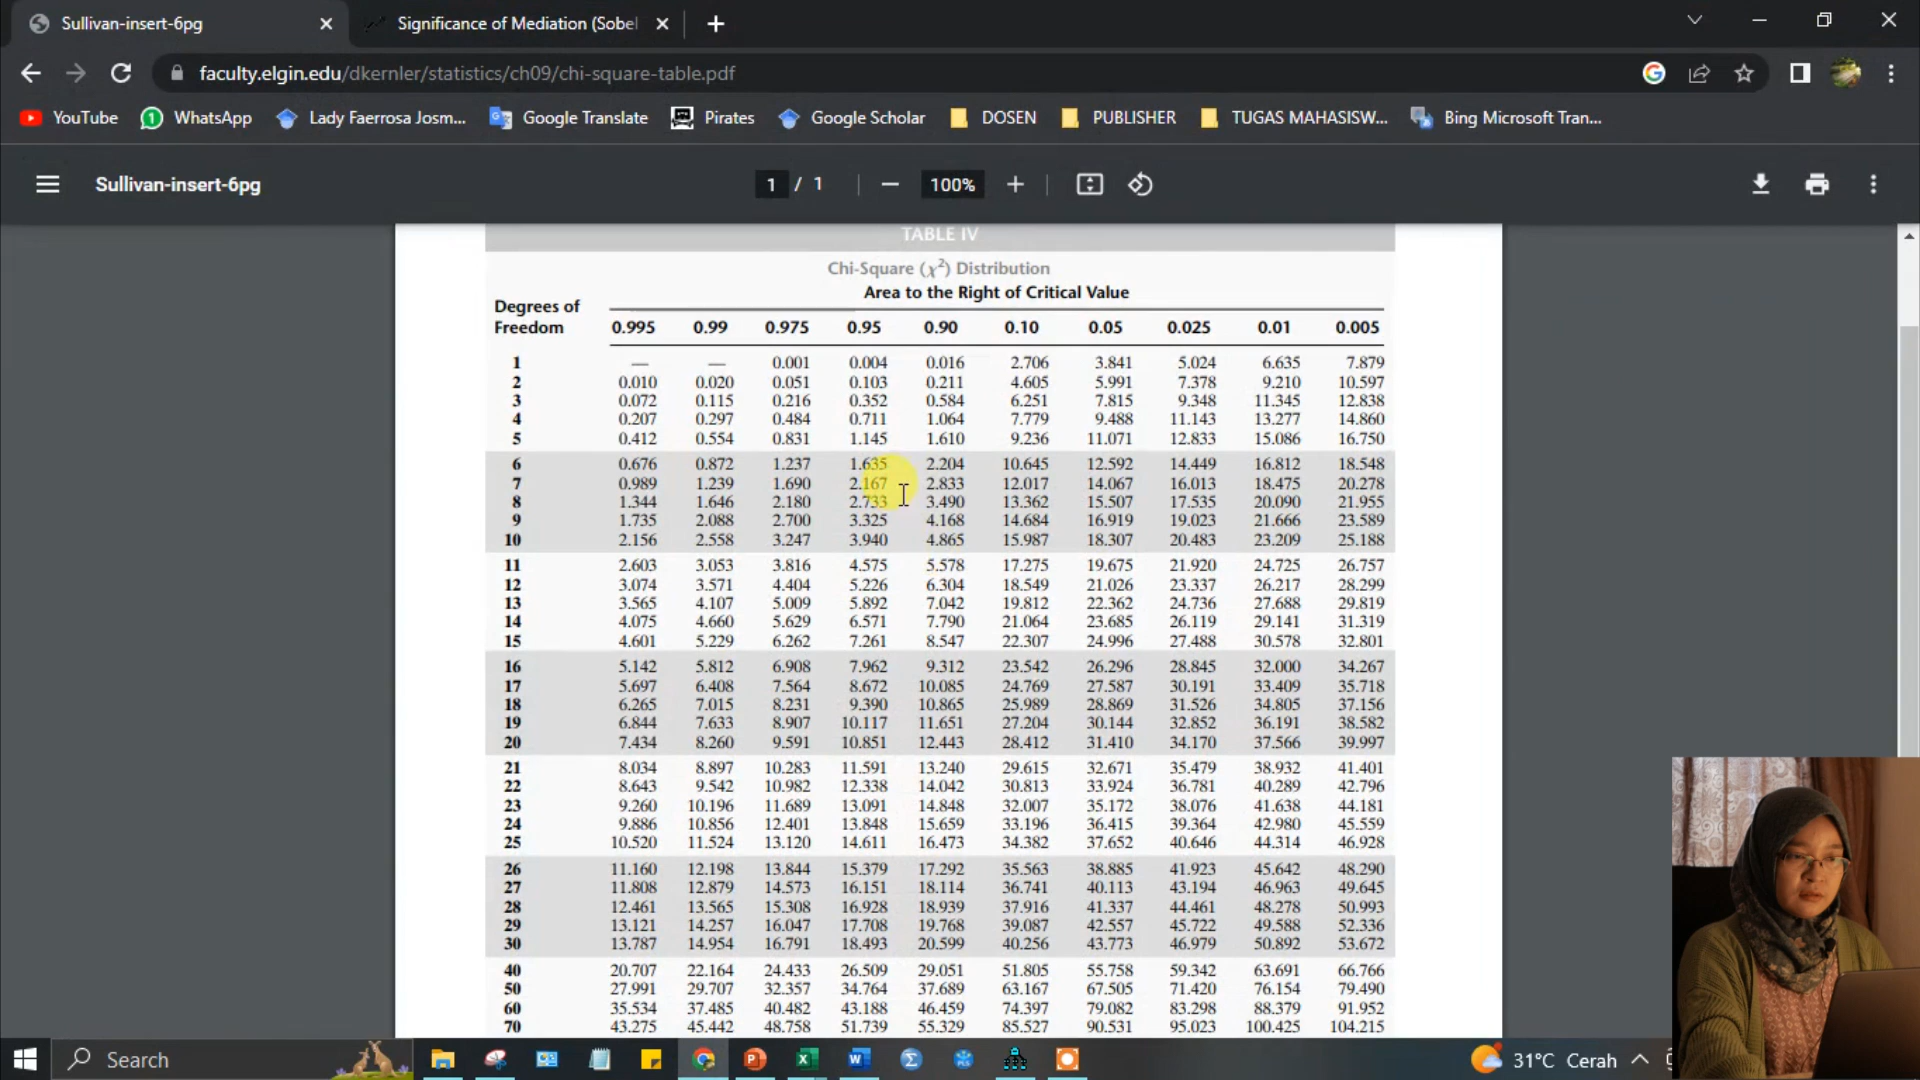 Sullivan-insert-6pg
Significance of Mediation (Sobel
faculty.elgin.edu/dkernler/statistics/ch09/chi-square-table.pdf
YouTube WhatsApp Lady Faerrosa Josm... Google Translate Pirates Google Scholar DOSEN PUBLISHER TUGAS MAHASISW... Bing Microsoft Tran...
Sullivan-insert-6pg 1 / 1 100%
TABLE IV
Chi-Square (χ²) Distribution
Area to the Right of Critical Value
Degrees of
Freedom 0.995 0.99 0.975 0.95 0.90 0.10 0.05 0.025 0.01 0.005
1 — — 0.001 0.004 0.016 2.706 3.841 5.024 6.635 7.879
2 0.010 0.020 0.051 0.103 0.211 4.605 5.991 7.378 9.210 10.597
3 0.072 0.115 0.216 0.352 0.584 6.251 7.815 9.348 11.345 12.838
4 0.207 0.297 0.484 0.711 1.064 7.779 9.488 11.143 13.277 14.860
5 0.412 0.554 0.831 1.145 1.610 9.236 11.071 12.833 15.086 16.750
6 0.676 0.872 1.237 1.635 2.204 10.645 12.592 14.449 16.812 18.548
7 0.989 1.239 1.690 2.167 2.833 12.017 14.067 16.013 18.475 20.278
8 1.344 1.646 2.180 2.733 3.490 13.362 15.507 17.535 20.090 21.955
9 1.735 2.088 2.700 3.325 4.168 14.684 16.919 19.023 21.666 23.589
10 2.156 2.558 3.247 3.940 4.865 15.987 18.307 20.483 23.209 25.188
11 2.603 3.053 3.816 4.575 5.578 17.275 19.675 21.920 24.725 26.757
12 3.074 3.571 4.404 5.226 6.304 18.549 21.026 23.337 26.217 28.299
13 3.565 4.107 5.009 5.892 7.042 19.812 22.362 24.736 27.688 29.819
14 4.075 4.660 5.629 6.571 7.790 21.064 23.685 26.119 29.141 31.319
15 4.601 5.229 6.262 7.261 8.547 22.307 24.996 27.488 30.578 32.801
16 5.142 5.812 6.908 7.962 9.312 23.542 26.296 28.845 32.000 34.267
17 5.697 6.408 7.564 8.672 10.085 24.769 27.587 30.191 33.409 35.718
18 6.265 7.015 8.231 9.390 10.865 25.989 28.869 31.526 34.805 37.156
19 6.844 7.633 8.907 10.117 11.651 27.204 30.144 32.852 36.191 38.582
20 7.434 8.260 9.591 10.851 12.443 28.412 31.410 34.170 37.566 39.997
21 8.034 8.897 10.283 11.591 13.240 29.615 32.671 35.479 38.932 41.401
22 8.643 9.542 10.982 12.338 14.042 30.813 33.924 36.781 40.289 42.796
23 9.260 10.196 11.689 13.091 14.848 32.007 35.172 38.076 41.638 44.181
24 9.886 10.856 12.401 13.848 15.659 33.196 36.415 39.364 42.980 45.559
25 10.520 11.524 13.120 14.611 16.473 34.382 37.652 40.646 44.314 46.928
26 11.160 12.198 13.844 15.379 17.292 35.563 38.885 41.923 45.642 48.290
27 11.808 12.879 14.573 16.151 18.114 36.741 40.113 43.194 46.963 49.645
28 12.461 13.565 15.308 16.928 18.939 37.916 41.337 44.461 48.278 50.993
29 13.121 14.257 16.047 17.708 19.768 39.087 42.557 45.722 49.588 52.336
30 13.787 14.954 16.791 18.493 20.599 40.256 43.773 46.979 50.892 53.672
40 20.707 22.164 24.433 26.509 29.051 51.805 55.758 59.342 63.691 66.766
50 27.991 29.707 32.357 34.764 37.689 63.167 67.505 71.420 76.154 79.490
60 35.534 37.485 40.482 43.188 46.459 74.397 79.082 83.298 88.379 91.952
70 43.275 45.442 48.758 51.739 55.329 85.527 90.531 95.023 100.425 104.215
Search 31°C Cerah